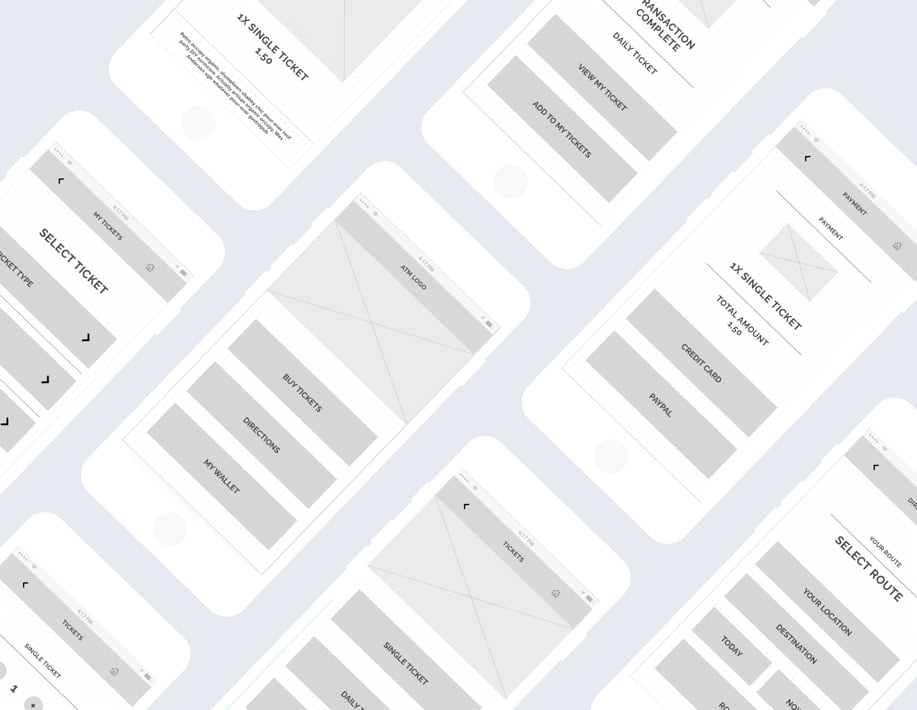 1X SINGLE TICKET
1.50
TRANSACTION
COMPLETE
DAILY TICKET
VIEW MY TICKET
ADD TO MY TICKETS
4:17 PM
MY TICKETS
SELECT TICKET
TICKET TYPE
4:17 PM
ATM LOGO
BUY TICKETS
DIRECTIONS
MY WALLET
4:17 PM
PAYMENT
PAYMENT
1X SINGLE TICKET
TOTAL AMOUNT
1.50
CREDIT CARD
PAYPAL
4:17 PM
TICKETS
SINGLE TICKET
1
+
4:17 PM
TICKETS
SINGLE TICKET
DAILY T
YOUR ROUTE
SELECT ROUTE
YOUR LOCATION
DESTINATION
TODAY
NOW